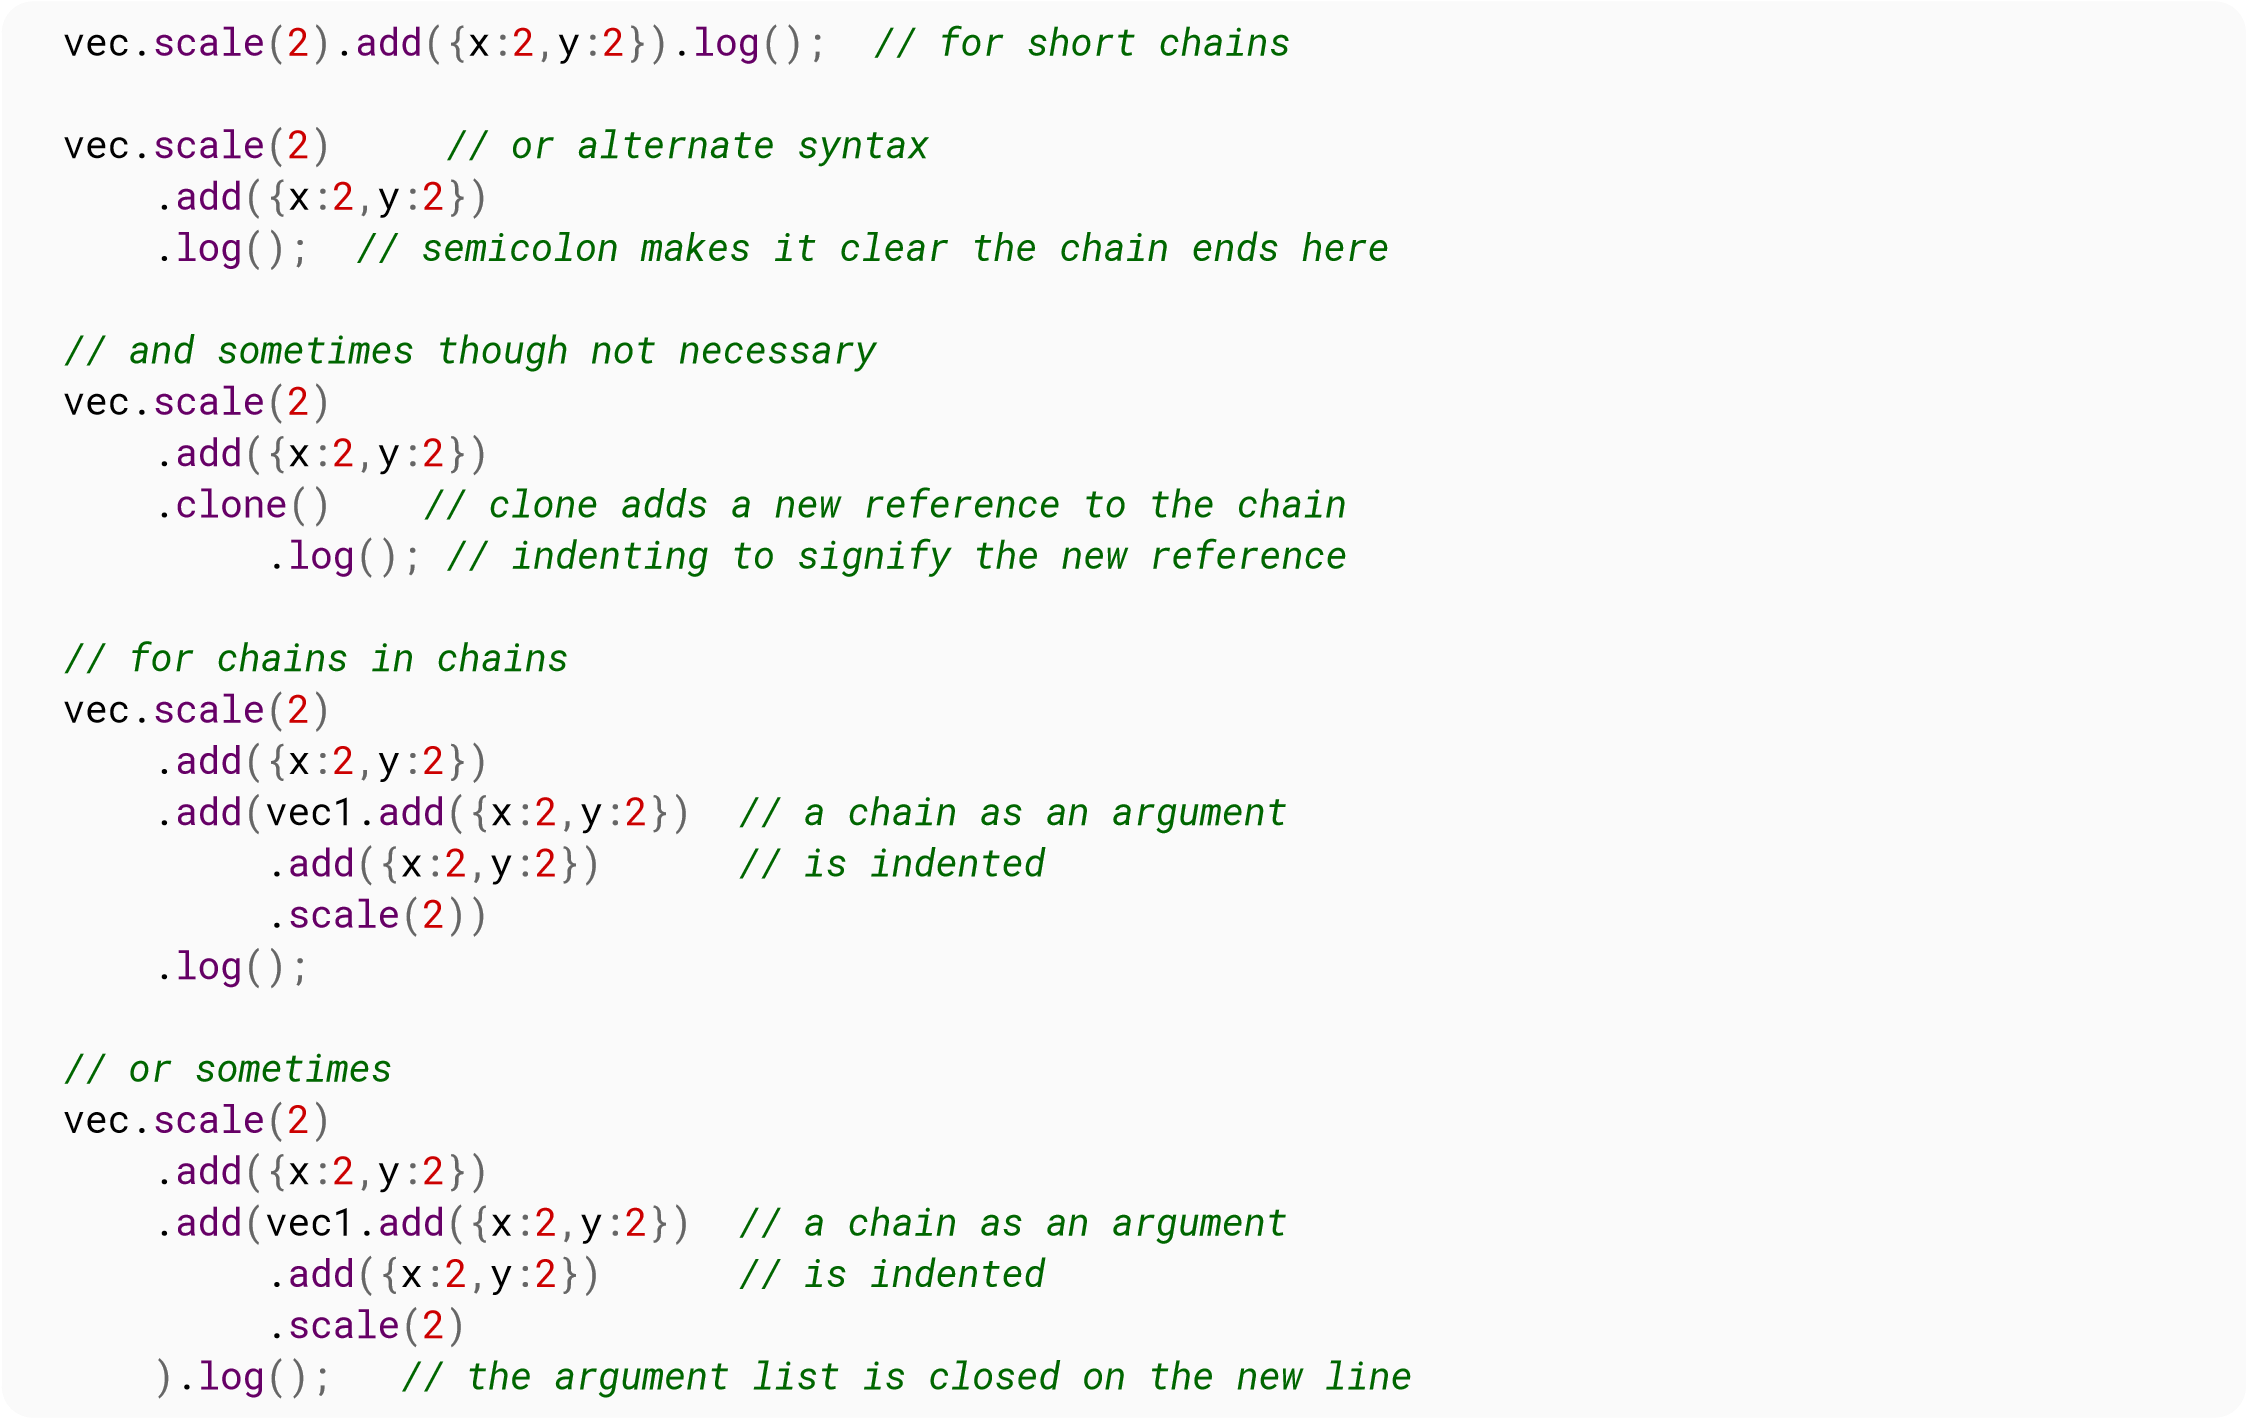 vec.scale(2).add({x:2,y:2}).log();  // for short chains

vec.scale(2)     // or alternate syntax
    .add({x:2,y:2})
    .log();  // semicolon makes it clear the chain ends here

// and sometimes though not necessary
vec.scale(2)
    .add({x:2,y:2})
    .clone()    // clone adds a new reference to the chain
         .log(); // indenting to signify the new reference

// for chains in chains
vec.scale(2)
    .add({x:2,y:2})
    .add(vec1.add({x:2,y:2})  // a chain as an argument
         .add({x:2,y:2})      // is indented
         .scale(2))
    .log();

// or sometimes
vec.scale(2)
    .add({x:2,y:2})
    .add(vec1.add({x:2,y:2})  // a chain as an argument
         .add({x:2,y:2})      // is indented
         .scale(2)
    ).log();   // the argument list is closed on the new line